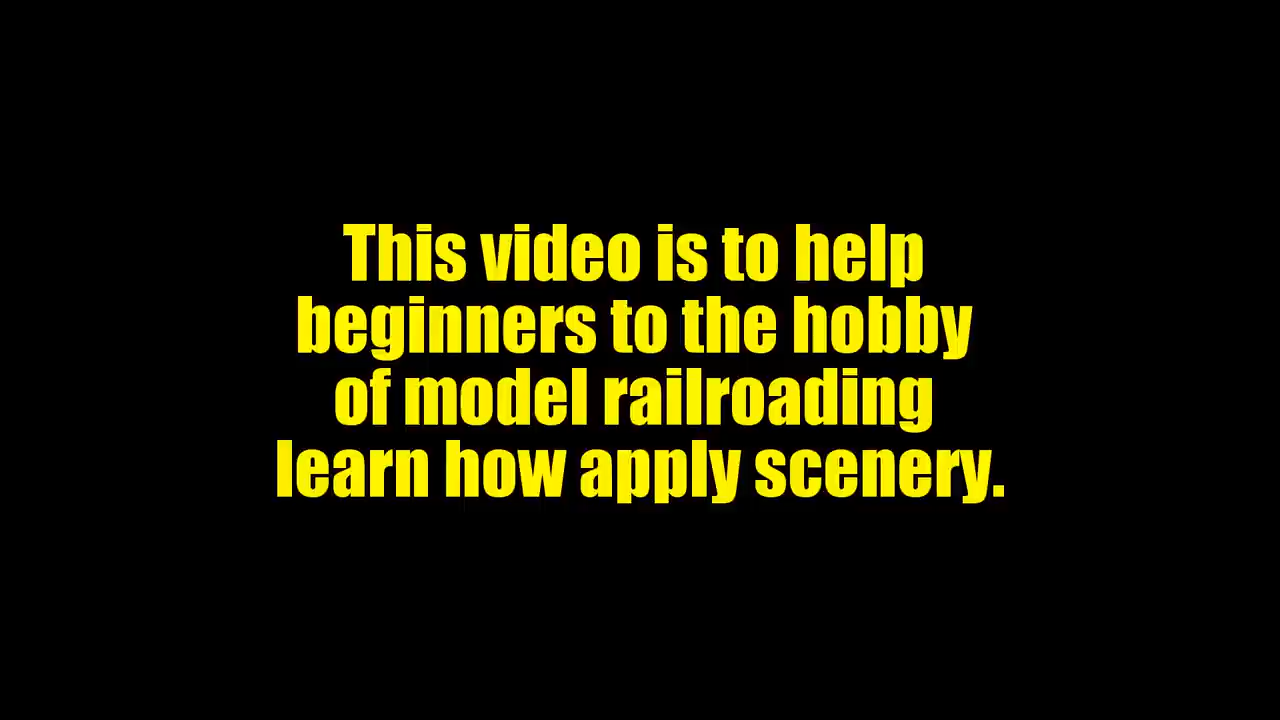 This video is to help
beginners to the hobby
of model railroading
learn how apply scenery.